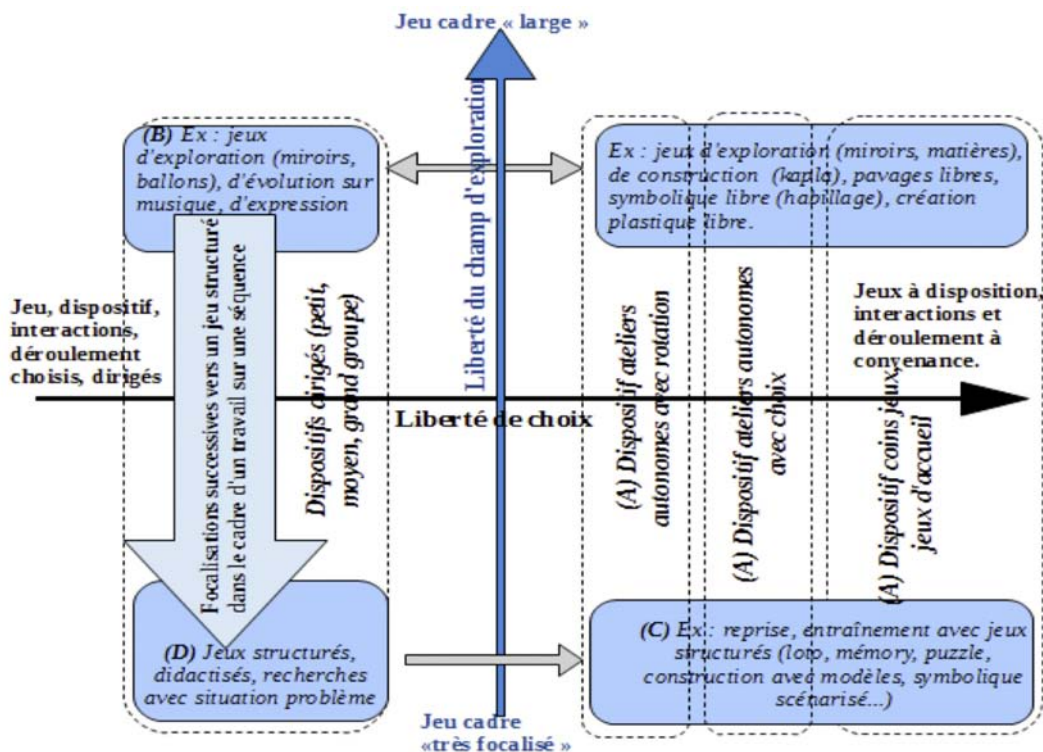 Jeu cadre « large »
(B) Ex : jeux
d'exploration (miroirs,
ballons), d'évolution sur
musique, d'expression
Liberté du champ d'exploration
Ex : jeux d'exploration (miroirs, matières),
de construction (kapla), pavages libres,
symbolique libre (habillage), création
plastique libre.
Jeu, dispositif,
interactions,
déroulement
choisis, dirigés
Focalisations successives vers un jeu structuré
dans le cadre d'un travail sur une séquence
Dispositifs dirigés (petit,
moyen, grand groupe)
Liberté de choix
(A) Dispositif ateliers
autonomes avec rotation
(A) Dispositif ateliers autonomes
avec choix
(A) Dispositif coins jeux,
jeux d'accueil
Jeux à disposition,
interactions et
déroulement à
convenance.
(D) Jeux structurés,
didactisés, recherches
avec situation problème
(C) Ex : reprise, entraînement avec jeux
structurés (loto, mémory, puzzle,
construction avec modèles, symbolique
scénarisé...)
Jeu cadre
«très focalisé »